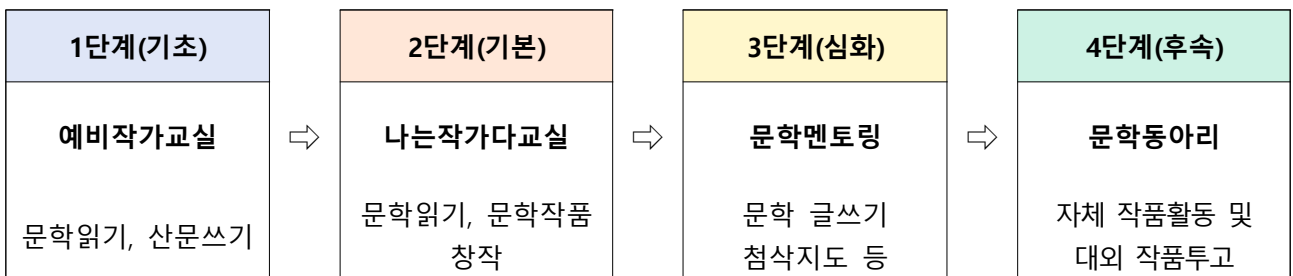 1단계(기초)
예비작가교실
문학읽기, 산문쓰기
⇨
2단계(기본)
나는작가다교실
문학읽기, 문학작품
창작
⇨
3단계(심화)
문학멘토링
문학 글쓰기
첨삭지도 등
⇨
4단계(후속)
문학동아리
자체 작품활동 및
대외 작품투고